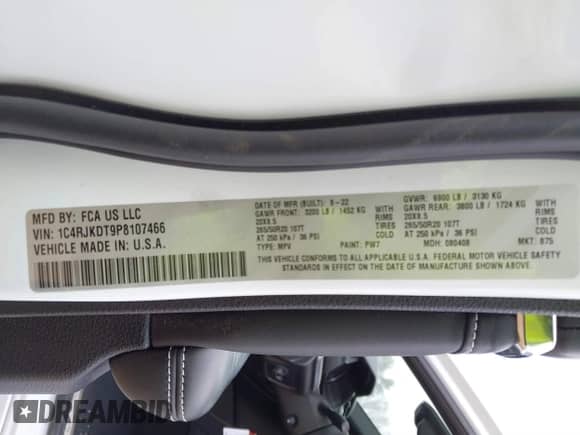 MFD BY: FCA US LLC
VIN: 1C4RJKDT9P8107466
VEHICLE MADE IN U.S.A.
DATE OF MFR (BUILT): 8-22
GAWR FRONT: 3200 LB / 1452 KG
20X8.5 RIMS
265/50R20 107T TIRES
AT 250 kPa / 36 PSI COLD
TYPE: MPV PAINT: PW7
GVWR: 6900 LB / 3130 KG
GAWR REAR: 3800 LB / 1724 KG
20X8.5 RIMS
265/50R20 107T TIRES
AT 250 kPa / 36 PSI COLD
MDH: 080408 MKT: 875
THIS VEHICLE CONFORMS TO ALL APPLICABLE U.S.A. FEDERAL MOTOR VEHICLE SAFETY
STANDARDS IN EFFECT ON THE DATE OF MANUFACTURE SHOWN ABOVE.
DREAMBID